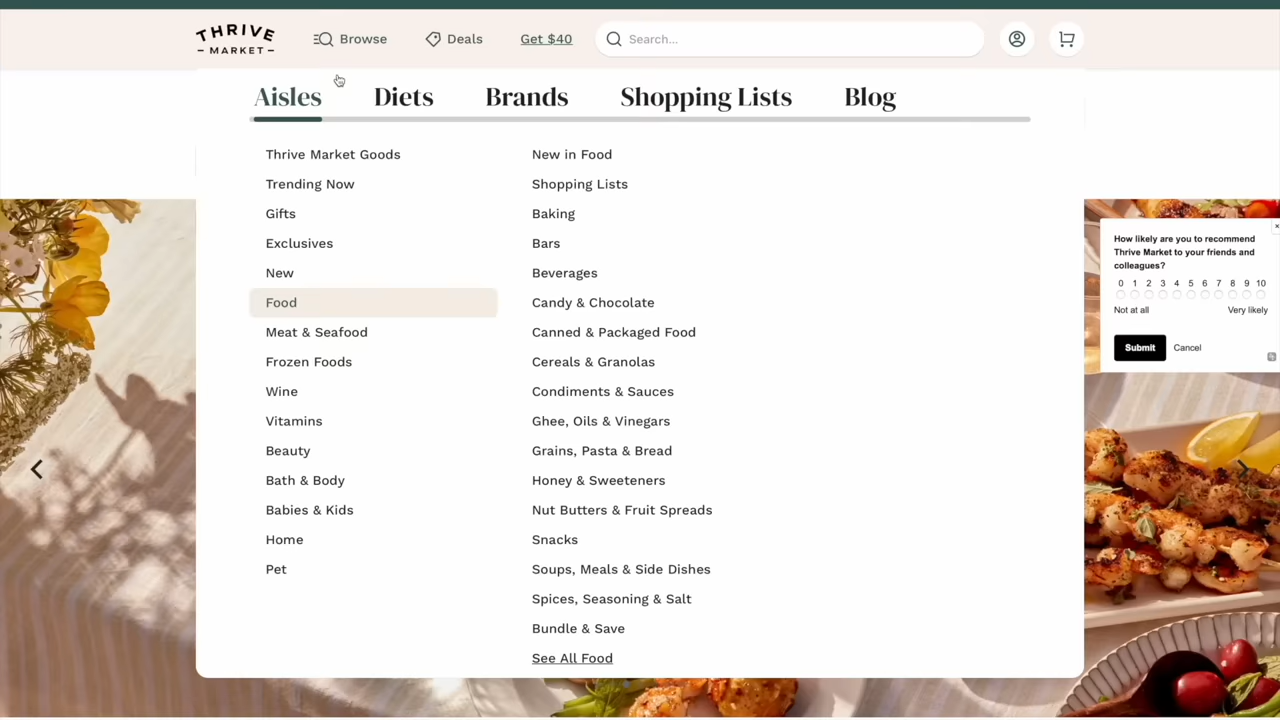 THRIVE
MARKET
Browse
Deals
Get $40
Search...
Aisles
Diets
Brands
Shopping Lists
Blog
Thrive Market Goods
Trending Now
Gifts
Exclusives
New
Food
Meat & Seafood
Frozen Foods
Wine
Vitamins
Beauty
Bath & Body
Babies & Kids
Home
Pet
New in Food
Shopping Lists
Baking
Bars
Beverages
Candy & Chocolate
Canned & Packaged Food
Cereals & Granolas
Condiments & Sauces
Ghee, Oils & Vinegars
Grains, Pasta & Bread
Honey & Sweeteners
Nut Butters & Fruit Spreads
Snacks
Soups, Meals & Side Dishes
Spices, Seasoning & Salt
Bundle & Save
See All Food
How likely are you to recommend
Thrive Market to your friends and
colleagues?
0 1 2 3 4 5 6 7 8 9 10
Not at all Very likely
Submit Cancel